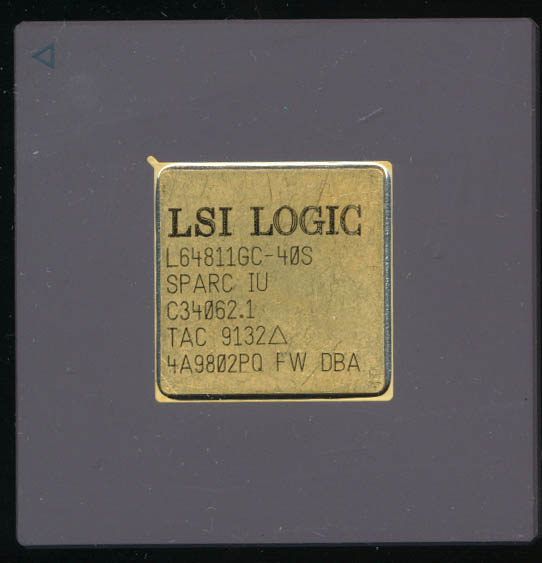 LSI LOGIC
L64811GC-40S
SPARC IU
C34062.1
TAC 9132△
4A9802PQ FW DBA